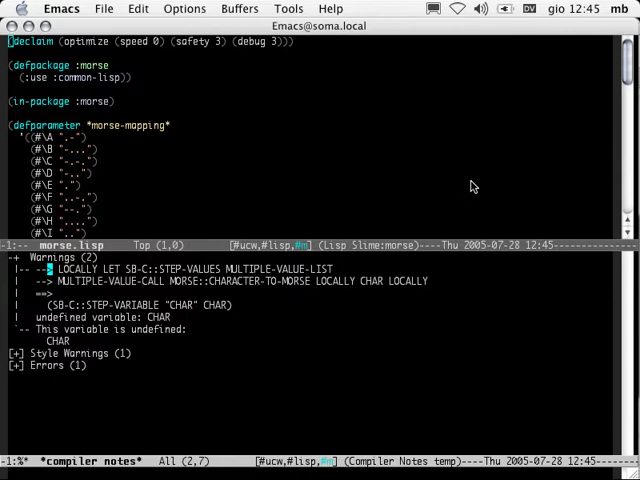 Emacs File Edit Options Buffers Tools Help DV gio 12:45 mb
Emacs@soma.local
(declaim (optimize (speed 0) (safety 3) (debug 3)))
(defpackage :morse
(:use :common-lisp))
(in-package :morse)
(defparameter *morse-mapping*
'((#\A ".-")
(#\B "-...")
(#\C "-.-.")
(#\D "-..")
(#\E ".")
(#\F "..-.")
(#\G "--.")
(#\H "....")
(#\I "..")
-1:-- morse.lisp Top (1,0) [#ucw,#lisp,#m](Lisp Slime:morse)--Thu 2005-07-28 12:45--
-+ Warnings (2)
|-- --> LOCALLY LET SB-C::STEP-VALUES MULTIPLE-VALUE-LIST
| --> MULTIPLE-VALUE-CALL MORSE::CHARACTER-TO-MORSE LOCALLY CHAR LOCALLY
| ==>
| (SB-C::STEP-VARIABLE "CHAR" CHAR)
| undefined variable: CHAR
`-- This variable is undefined:
CHAR
[+] Style Warnings (1)
[+] Errors (1)
-1:%* *compiler notes* All (2,7) [#ucw,#lisp,#m] (Compiler Notes temp)--Thu 2005-07-28 12:45--